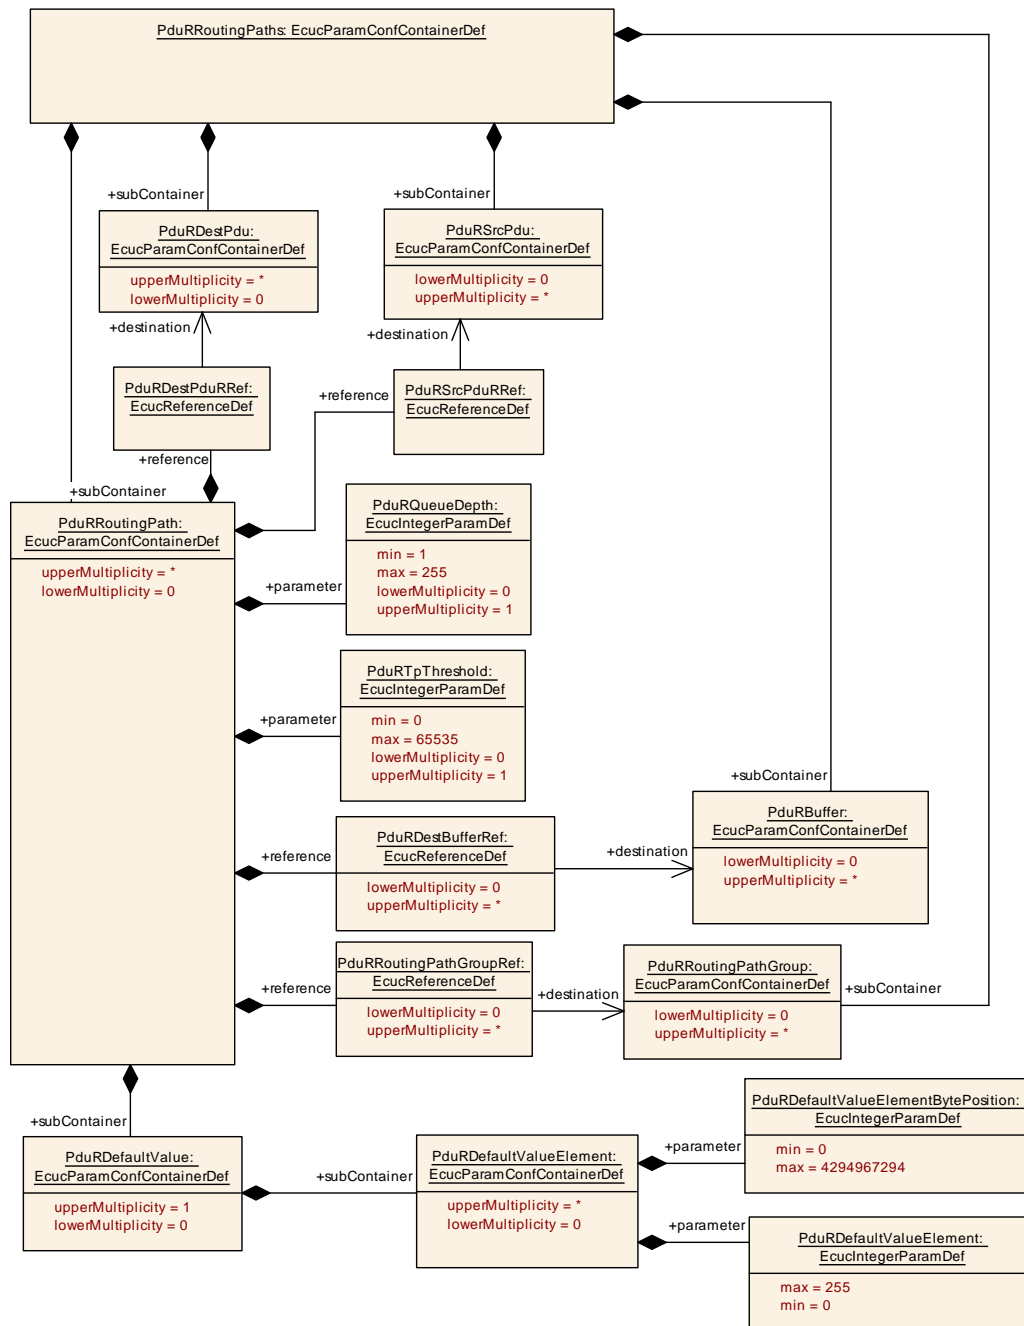 PduRRoutingPaths: EcucParamConfContainerDef
+subContainer
+subContainer
PduRDestPdu:
EcucParamConfContainerDef
upperMultiplicity = *
lowerMultiplicity = 0
PduRSrcPdu:
EcucParamConfContainerDef
lowerMultiplicity = 0
upperMultiplicity = *
+destination
+destination
PduRDestPduRRef:
EcucReferenceDef
+reference
PduRSrcPduRRef:
EcucReferenceDef
+reference
+subContainer
PduRRoutingPath:
EcucParamConfContainerDef
upperMultiplicity = *
lowerMultiplicity = 0
PduRQueueDepth:
EcucIntegerParamDef
min = 1
max = 255
lowerMultiplicity = 0
upperMultiplicity = 1
+parameter
PduRTpThreshold:
EcucIntegerParamDef
min = 0
max = 65535
lowerMultiplicity = 0
upperMultiplicity = 1
+parameter
+subContainer
PduRBuffer:
EcucParamConfContainerDef
lowerMultiplicity = 0
upperMultiplicity = *
+reference
PduRDestBufferRef:
EcucReferenceDef
lowerMultiplicity = 0
upperMultiplicity = *
+destination
+reference
PduRRoutingPathGroupRef:
EcucReferenceDef
lowerMultiplicity = 0
upperMultiplicity = *
+destination
PduRRoutingPathGroup:
EcucParamConfContainerDef
lowerMultiplicity = 0
upperMultiplicity = *
+subContainer
+subContainer
PduRDefaultValue:
EcucParamConfContainerDef
upperMultiplicity = 1
lowerMultiplicity = 0
+subContainer
PduRDefaultValueElement:
EcucParamConfContainerDef
upperMultiplicity = *
lowerMultiplicity = 0
+parameter
PduRDefaultValueElementBytePosition:
EcucIntegerParamDef
min = 0
max = 4294967294
+parameter
PduRDefaultValueElement:
EcucIntegerParamDef
max = 255
min = 0